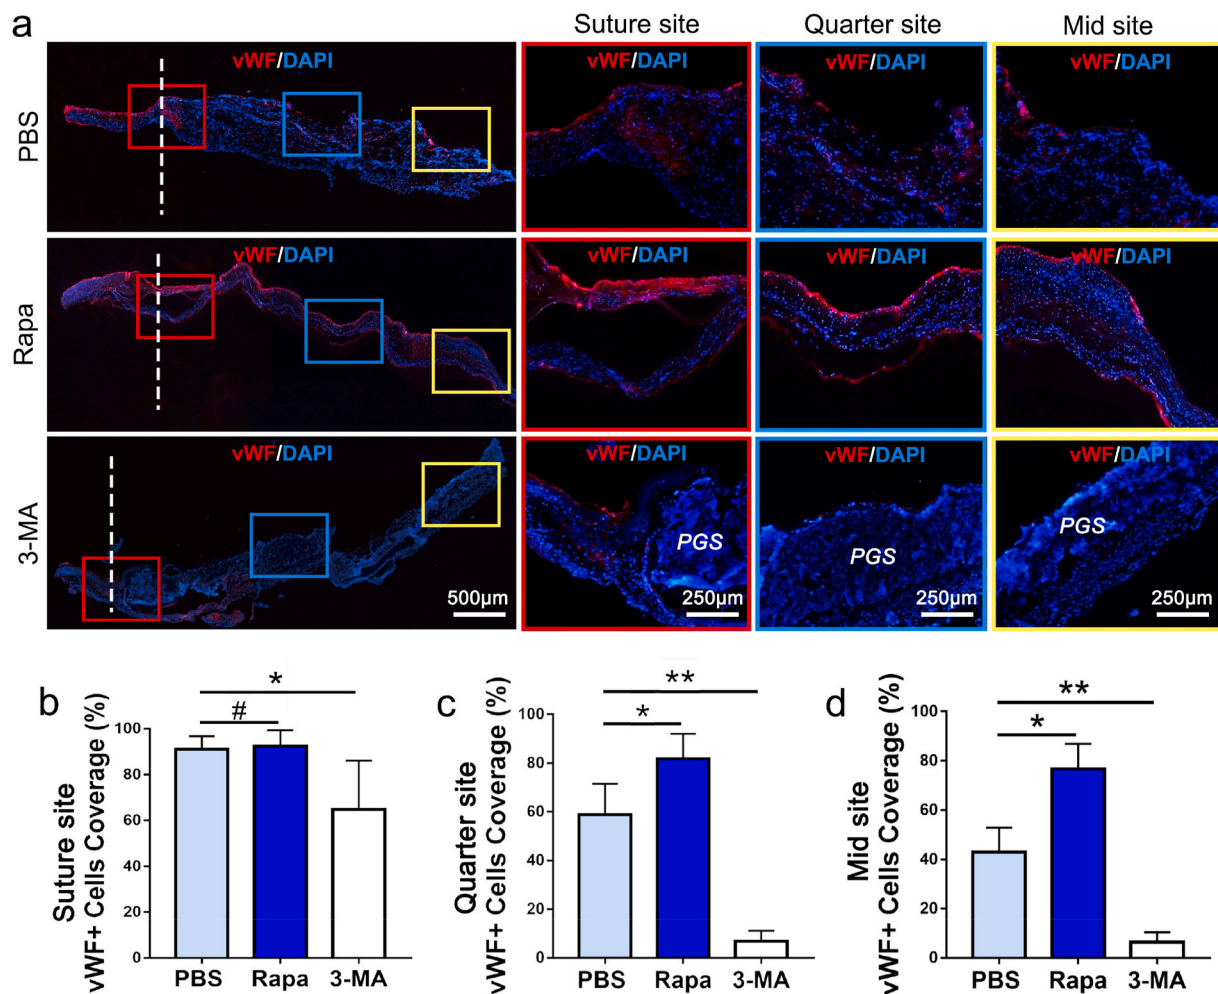 a
Suture site
Quarter site
Mid site
PBS
vWF/DAPI
vWF/DAPI
vWF/DAPI
vWF/DAPI
Rapa
vWF/DAPI
vWF/DAPI
vWF/DAPI
vWF/DAPI
3-MA
vWF/DAPI
vWF/DAPI
vWF/DAPI
vWF/DAPI
PGS
PGS
PGS
500μm
250μm
250μm
250μm
b
Suture site
vWF+ Cells Coverage (%)
100
80
60
40
20
0
#
*
PBS
Rapa
3-MA
c
Quarter site
vWF+ Cells Coverage (%)
100
80
60
40
20
0
*
**
PBS
Rapa
3-MA
d
Mid site
vWF+ Cells Coverage (%)
100
80
60
40
20
0
*
**
PBS
Rapa
3-MA